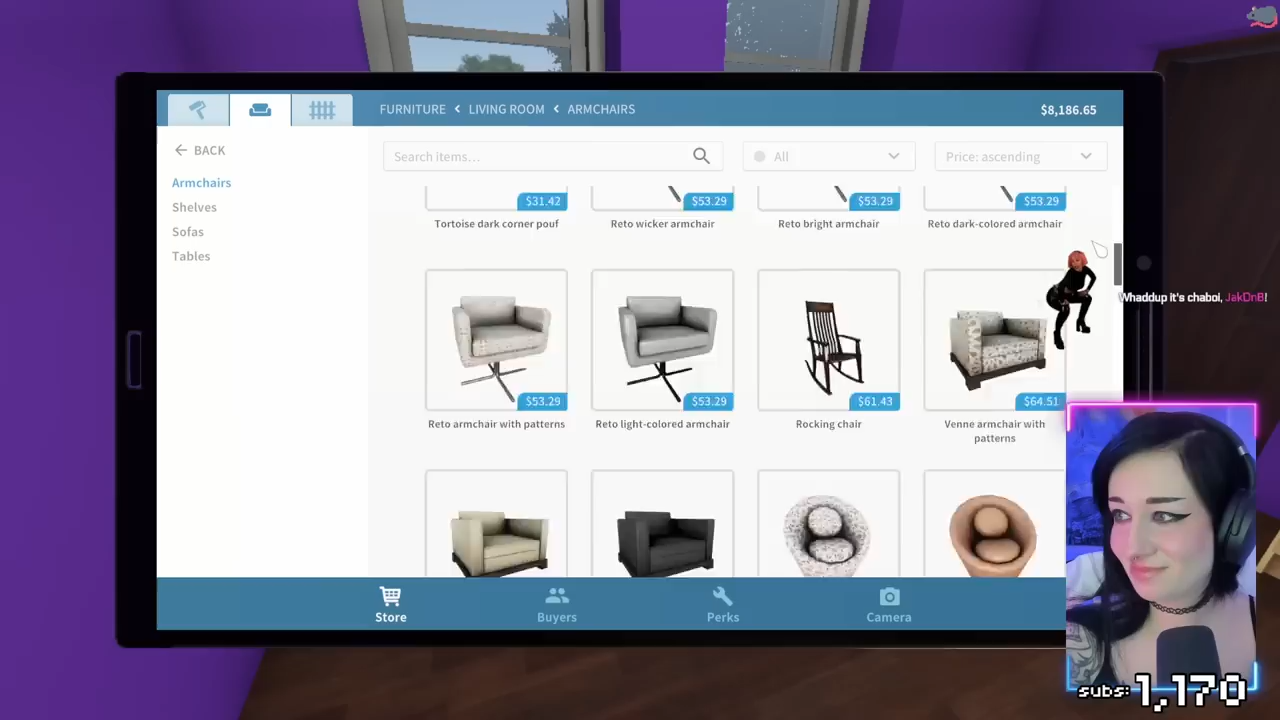 FURNITURE < LIVING ROOM < ARMCHAIRS
$8,186.65
BACK
Search items...
All
Price: ascending
Armchairs
Shelves
Sofas
Tables
$31.42
$53.29
$53.29
$53.29
Tortoise dark corner pouf
Reto wicker armchair
Reto bright armchair
Reto dark-colored armchair
Whaddup it's chaboi, JakDnB!
$53.29
$53.29
$61.43
$64.51
Reto armchair with patterns
Reto light-colored armchair
Rocking chair
Venne armchair with
patterns
Store
Buyers
Perks
Camera
subs: 1,170